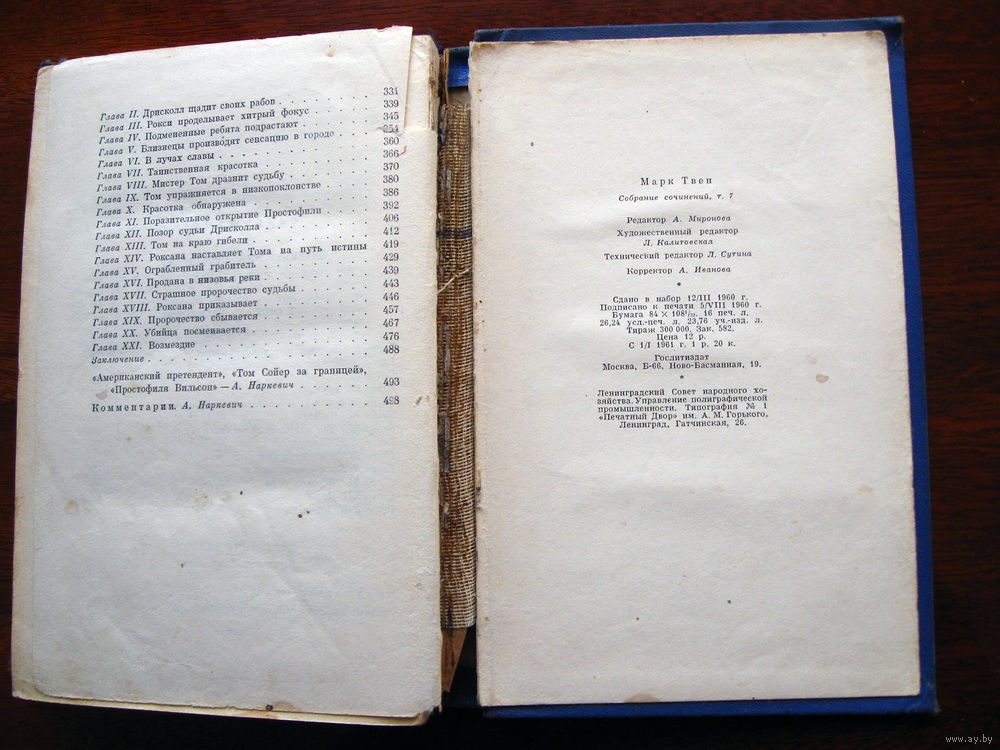 Глава II. Дрисколл щадит своих рабов . . . . . . . . 331
Глава III. Рокси проделывает хитрый фокус . . . . . 339
Глава IV. Подмененные ребята подрастают . . . . . . 345
Глава V. Близнецы производят сенсацию в городе . . . 254
Глава VI. В лучах славы . . . . . . . . . . . . 360
Глава VII. Таинственная красотка . . . . . . . . . 366
Глава VIII. Мистер Том дразнит судьбу . . . . . . . 370
Глава IX. Том упражняется в низкопоклонстве . . . . 380
Глава X. Красотка обнаружена . . . . . . . . . . 386
Глава XI. Поразительное открытие Простофили . . . . 392
Глава XII. Позор судьи Дрисколла . . . . . . . . . 406
Глава XIII. Том на краю гибели . . . . . . . . . . 412
Глава XIV. Роксана наставляет Тома на путь истины 419
Глава XV. Ограбленный грабитель . . . . . . . . . 429
Глава XVI. Продана в низовья реки . . . . . . . . . 439
Глава XVII. Страшное пророчество судьбы . . . . . . 443
Глава XVIII. Роксана приказывает . . . . . . . . . 446
Глава XIX. Пророчество сбывается . . . . . . . . . 457
Глава XX. Убийца посмеивается . . . . . . . . . . 467
Глава XXI. Возмездие . . . . . . . . . . . . . 476
Заключение . . . . . . . . . . . . . . . . . 488
«Американский претендент», «Том Сойер за границей»,
«Простофиля Вильсон» — А. Наркевич . . . . . . . 493
Комментарии. А. Наркевич . . . . . . . . . . . 498
Марк Твен
Собрание сочинений, т. 7
Редактор А. Миронова
Художественный редактор
Л. Калитовская
Технический редактор Л. Сутина
Корректор А. Иванова
Сдано в набор 12/III 1960 г.
Подписано к печати 5/VIII 1960 г.
Бумага 84 × 108¹/₃₂. 16 печ. л.
26,24 усл.-печ. л. 23,76 уч.-изд. л.
Тираж 300 000. Зак. 582.
Цена 12 р.
С 1/I 1961 г. 1 р. 20 к.
Гослитиздат
Москва, Б-66, Ново-Басманная, 19.
Ленинградский Совет народного хо-
зяйства. Управление полиграфической
промышленности. Типография № 1
«Печатный Двор» им. А. М. Горького.
Ленинград, Гатчинская, 26.
www.ay.by